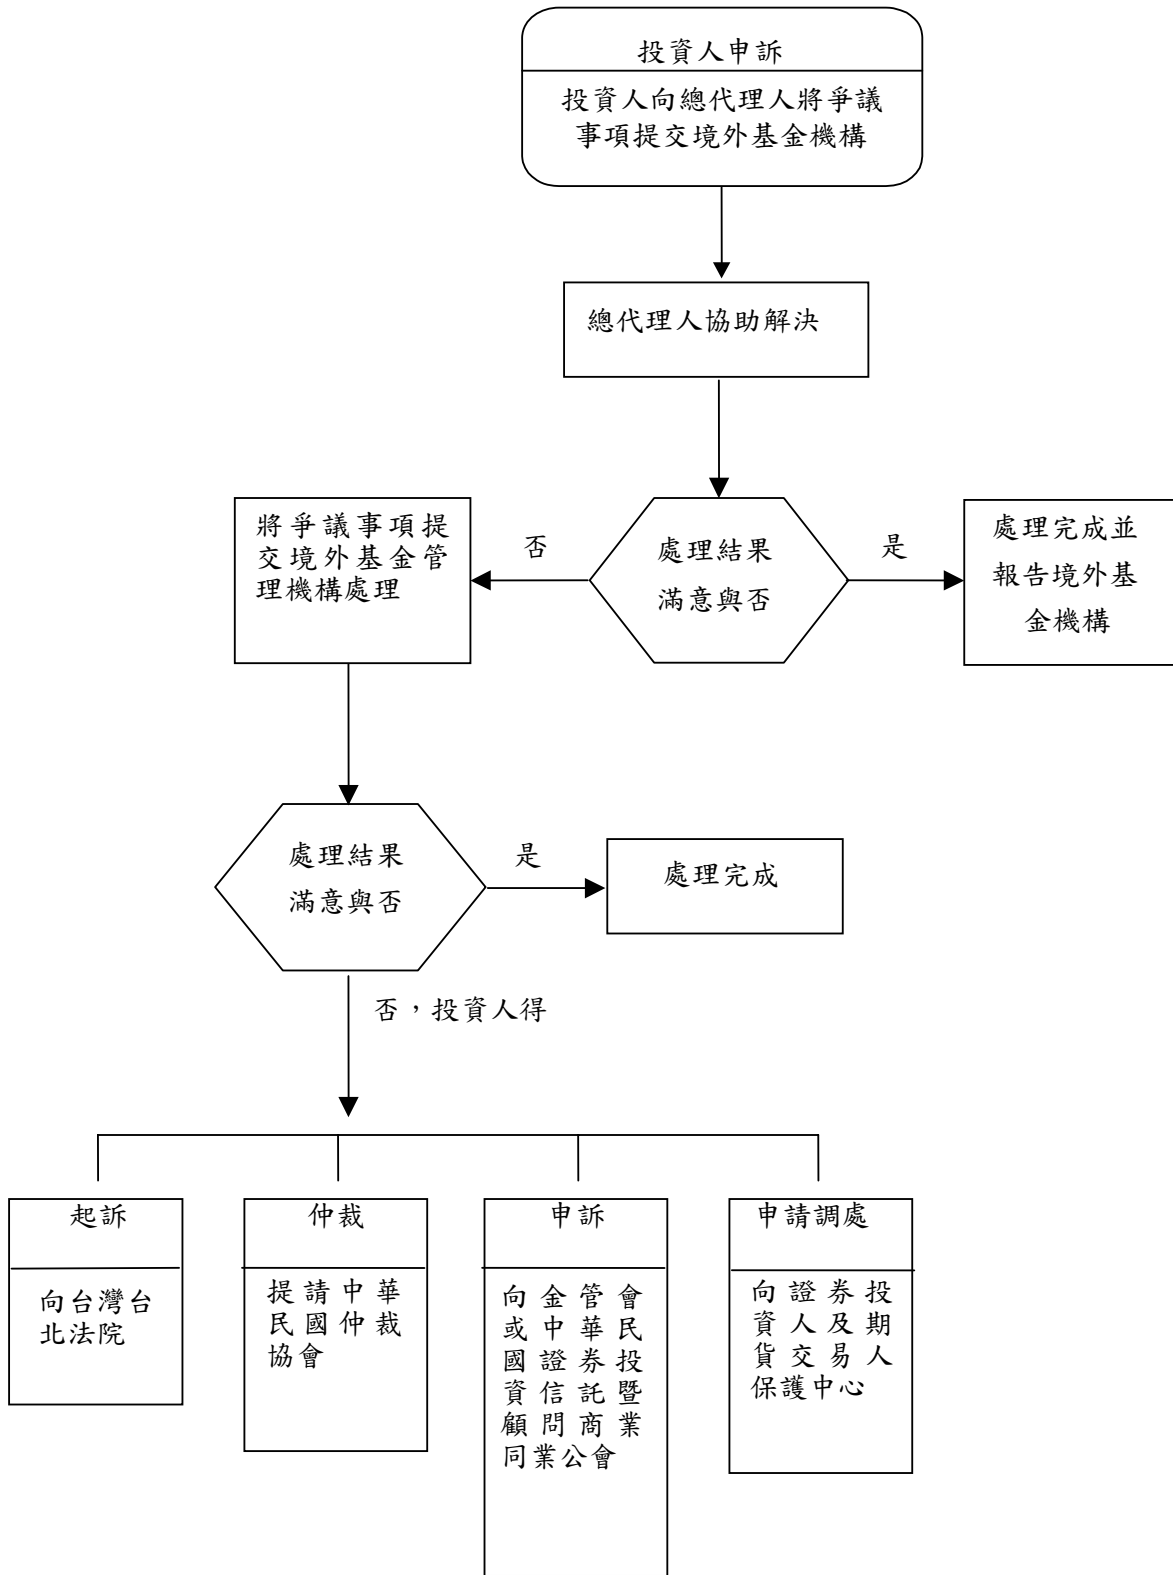 投資人申訴
投資人向總代理人將爭議
事項提交境外基金機構
總代理人協助解決
將爭議事項提
交境外基金管
理機構處理
否
處理結果
滿意與否
是
處理完成並
報告境外基
金機構
處理結果
滿意與否
是
處理完成
否，投資人得
起訴
向台灣台
北法院
仲裁
提請中華
民國仲裁
協會
申訴
向金管會
或中華民
國證券投
資信託暨
顧問商業
同業公會
申請調處
向證券投
資人及期
貨交易人
保護中心